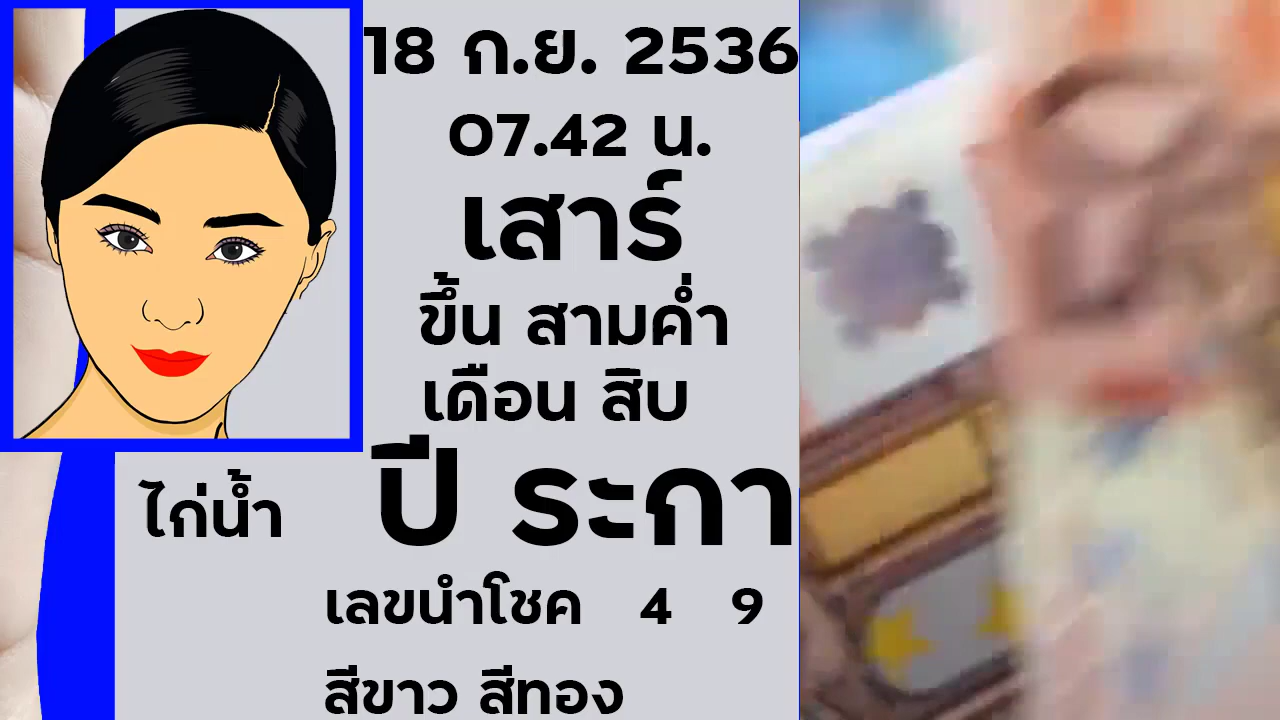 18 ก.ย. 2536
07.42 น.
เสาร์
ขึ้น สามค่ำ
เดือน สิบ
ปี ระกา
ไก่น้ำ
เลขนำโชค 4 9
สีขาว สีทอง